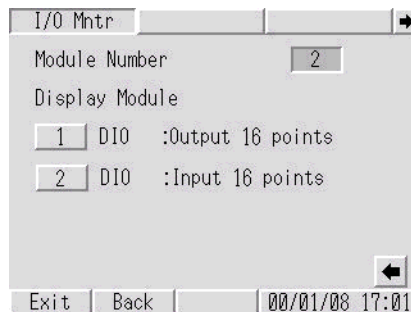 I/O Mntr
Module Number 2
Display Module
1 DIO :Output 16 points
2 DIO :Input 16 points
Exit Back 00/01/08 17:01